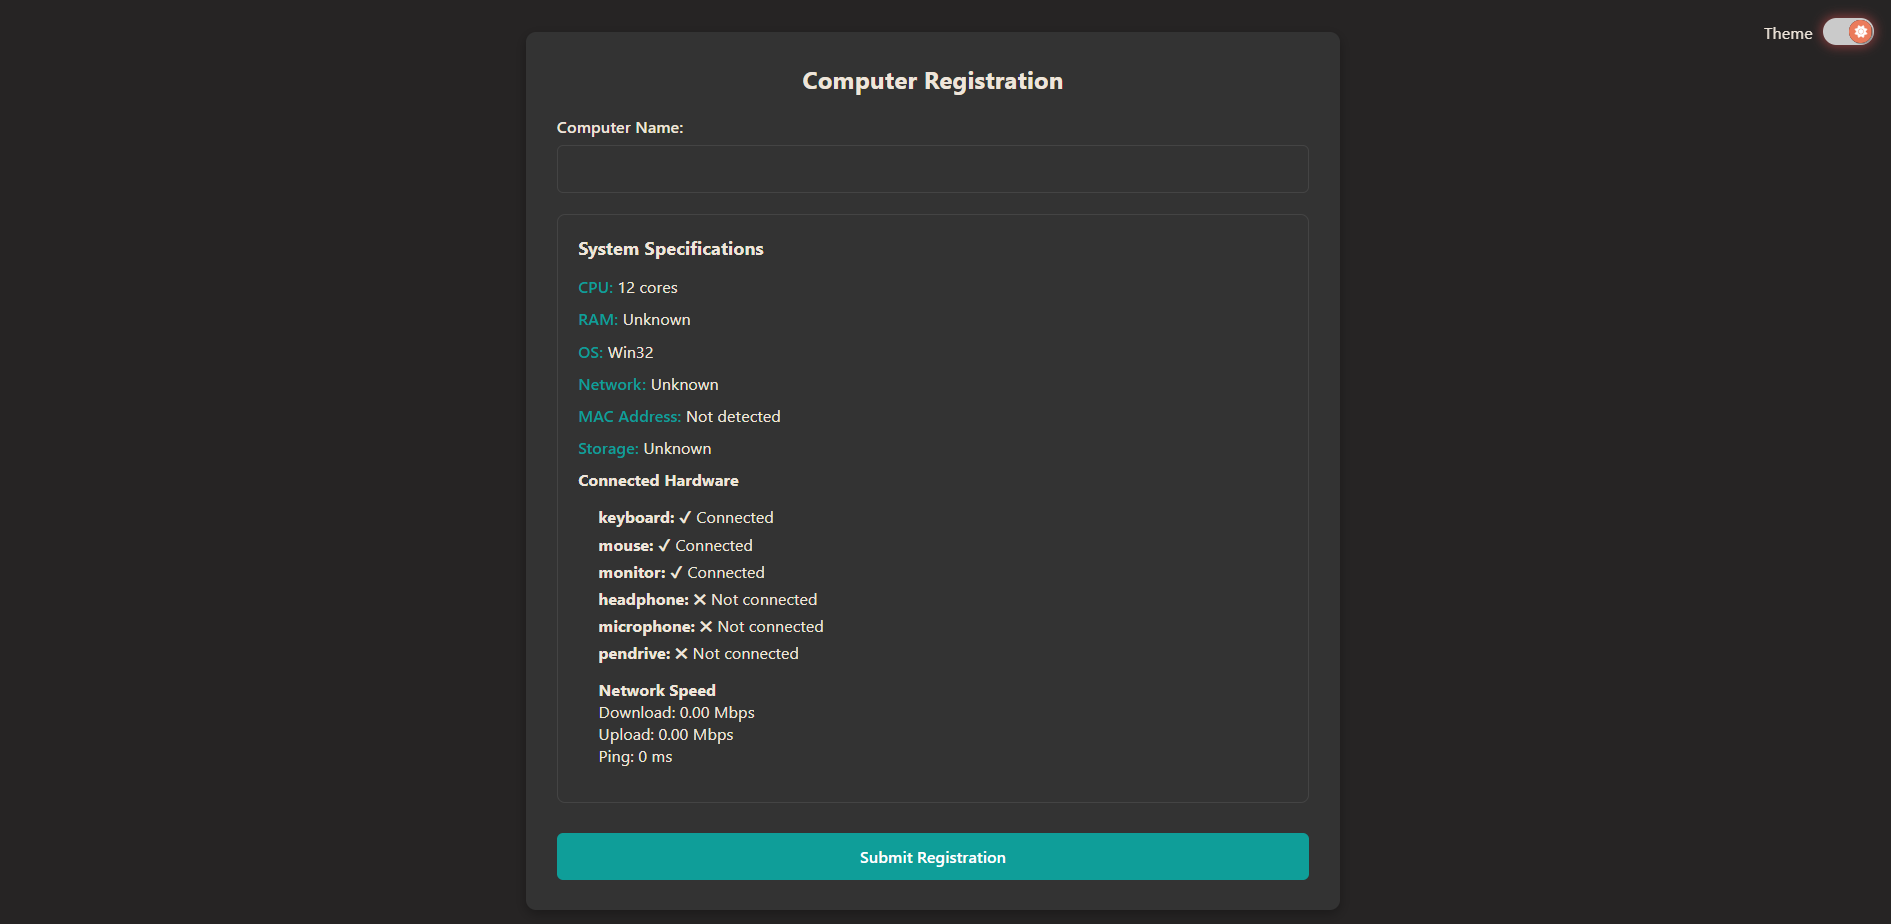 Theme
Computer Registration
Computer Name:
System Specifications
CPU: 12 cores
RAM: Unknown
OS: Win32
Network: Unknown
MAC Address: Not detected
Storage: Unknown
Connected Hardware
keyboard: ✓ Connected
mouse: ✓ Connected
monitor: ✓ Connected
headphone: ✕ Not connected
microphone: ✕ Not connected
pendrive: ✕ Not connected
Network Speed
Download: 0.00 Mbps
Upload: 0.00 Mbps
Ping: 0 ms
Submit Registration